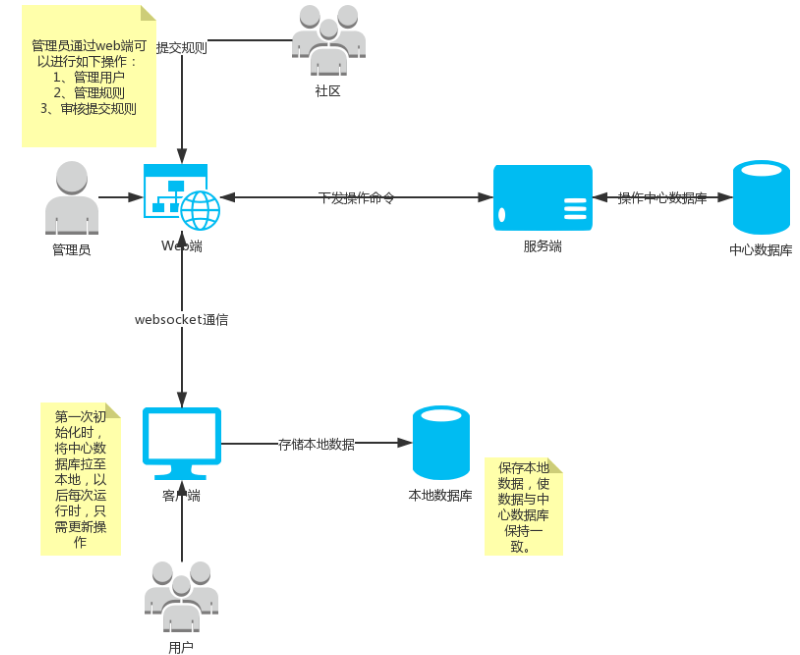 管理员通过web端可
以进行如下操作：
1、管理用户
2、管理规则
3、审核提交规则
提交规则
社区
管理员
Web端
下发操作命令
服务端
操作中心数据库
中心数据库
websocket通信
第一次初
始化时，
将中心数
据库拉至
本地，以
后每次运
行时，只
需更新操
作
客户端
存储本地数据
本地数据库
保存本地
数据，使
数据与中
心数据库
保持一
致。
用户